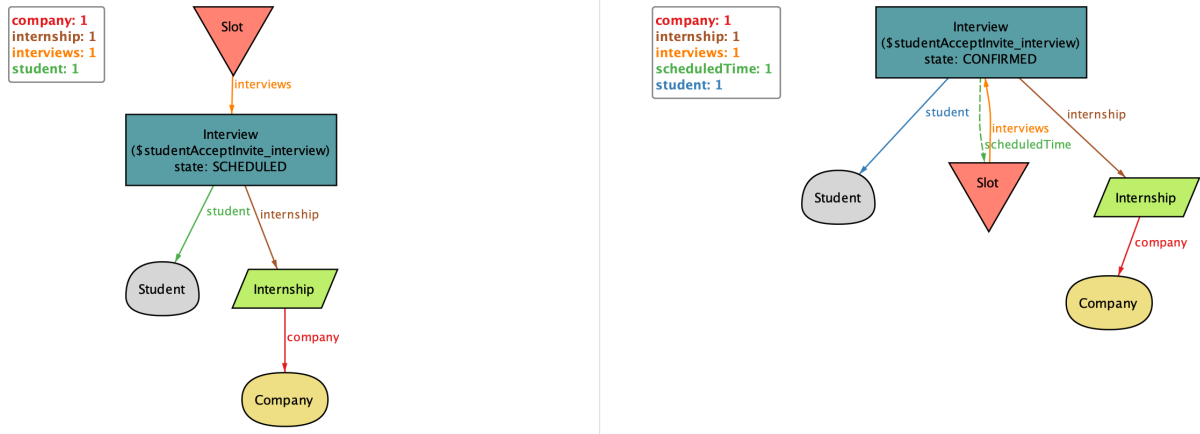 company: 1
internship: 1
interviews: 1
student: 1
Slot
interviews
Interview
($studentAcceptInvite_interview)
state: SCHEDULED
student
internship
Student
Internship
company
Company
company: 1
internship: 1
interviews: 1
scheduledTime: 1
student: 1
Interview
($studentAcceptInvite_interview)
state: CONFIRMED
student
internship
interviews
scheduledTime
Student
Slot
Internship
company
Company